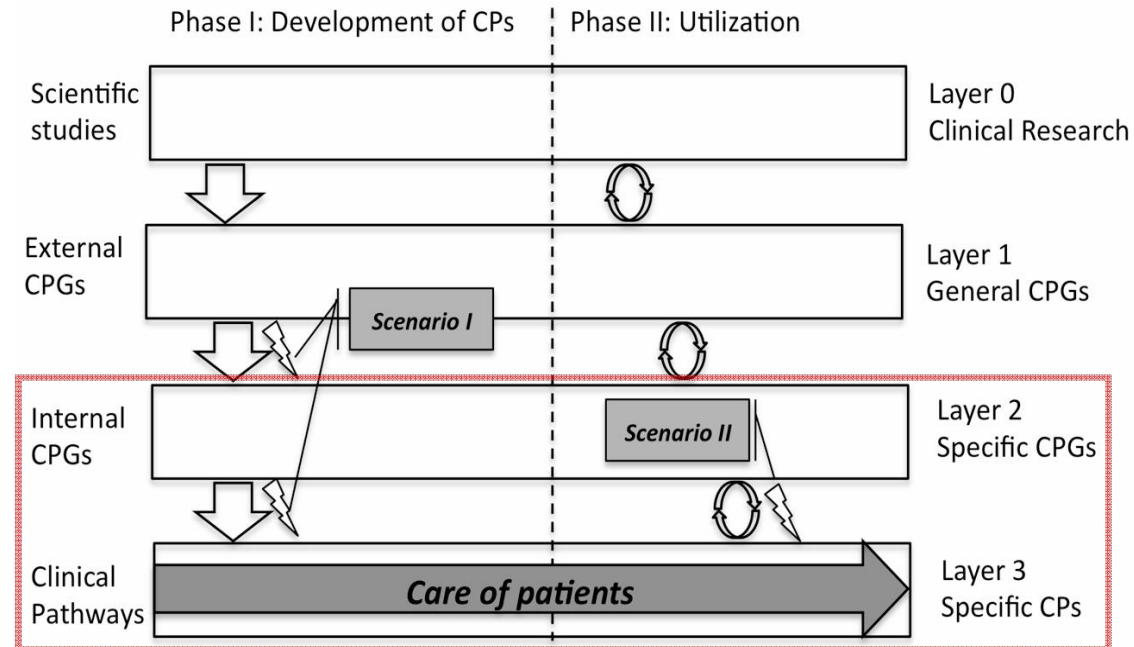 Phase I: Development of CPs
Phase II: Utilization
Scientific
studies
Layer 0
Clinical Research
External
CPGs
Layer 1
General CPGs
Scenario I
Internal
CPGs
Scenario II
Layer 2
Specific CPGs
Clinical
Pathways
Care of patients
Layer 3
Specific CPs